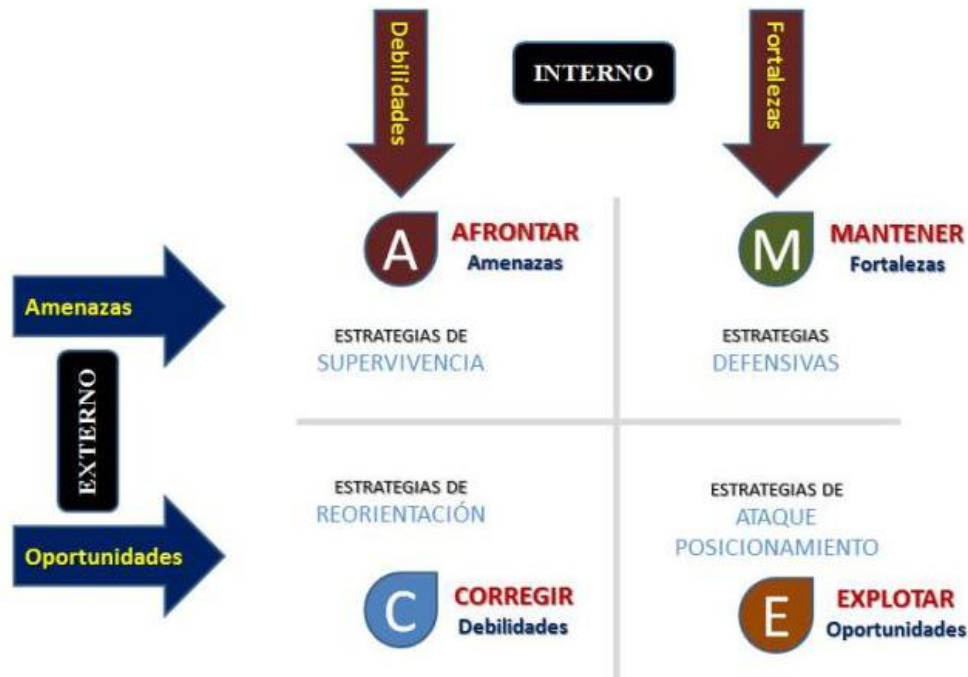 Debilidades
INTERNO
Fortalezas
A
AFRONTAR
Amenazas
M
MANTENER
Fortalezas
Amenazas
ESTRATEGIAS DE
SUPERVIVENCIA
ESTRATEGIAS
DEFENSIVAS
EXTERNO
ESTRATEGIAS DE
REORIENTACIÓN
ESTRATEGIAS DE
ATAQUE
POSICIONAMIENTO
Oportunidades
C
CORREGIR
Debilidades
E
EXPLOTAR
Oportunidades